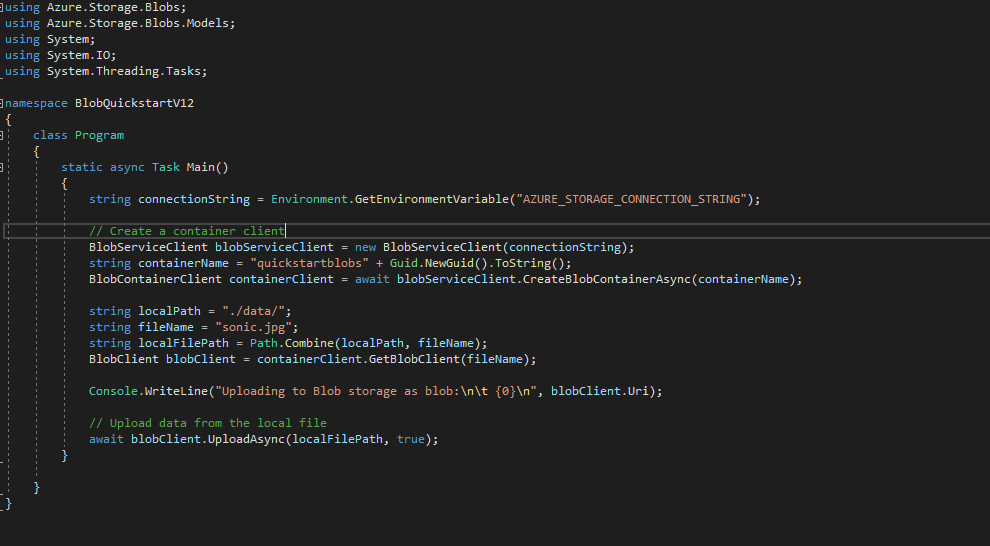 using Azure.Storage.Blobs;
using Azure.Storage.Blobs.Models;
using System;
using System.IO;
using System.Threading.Tasks;
namespace BlobQuickstartV12
{
class Program
{
static async Task Main()
{
string connectionString = Environment.GetEnvironmentVariable("AZURE_STORAGE_CONNECTION_STRING");
// Create a container client
BlobServiceClient blobServiceClient = new BlobServiceClient(connectionString);
string containerName = "quickstartblobs" + Guid.NewGuid().ToString();
BlobContainerClient containerClient = await blobServiceClient.CreateBlobContainerAsync(containerName);
string localPath = "./data/";
string fileName = "sonic.jpg";
string localFilePath = Path.Combine(localPath, fileName);
BlobClient blobClient = containerClient.GetBlobClient(fileName);
Console.WriteLine("Uploading to Blob storage as blob:\n\t {0}\n", blobClient.Uri);
// Upload data from the local file
await blobClient.UploadAsync(localFilePath, true);
}
}
}